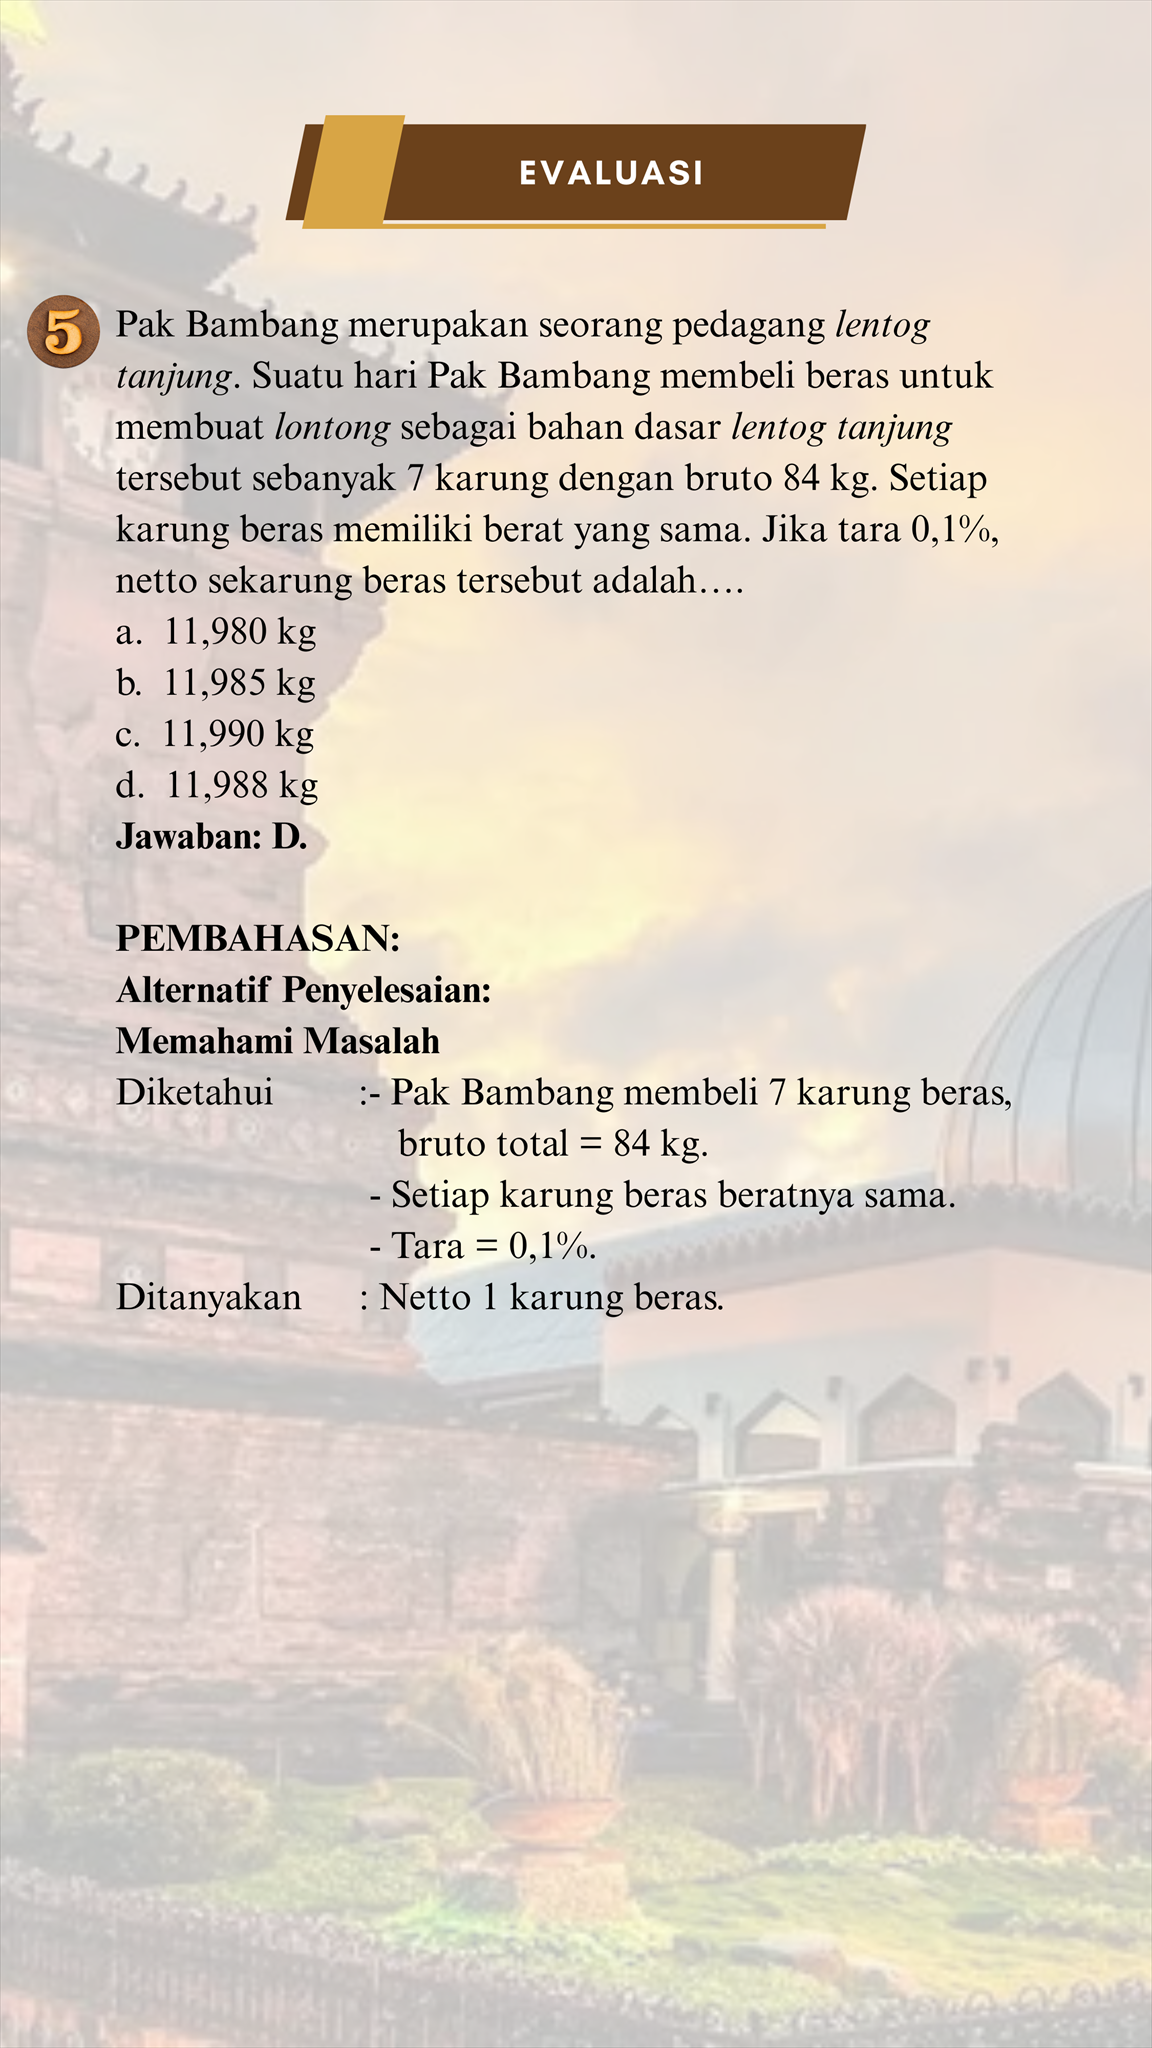 EVALUASI
5 Pak Bambang merupakan seorang pedagang lentog
tanjung. Suatu hari Pak Bambang membeli beras untuk
membuat lontong sebagai bahan dasar lentog tanjung
tersebut sebanyak 7 karung dengan bruto 84 kg. Setiap
karung beras memiliki berat yang sama. Jika tara 0,1%,
netto sekarung beras tersebut adalah….
a. 11,980 kg
b. 11,985 kg
c. 11,990 kg
d. 11,988 kg
Jawaban: D.
PEMBAHASAN:
Alternatif Penyelesaian:
Memahami Masalah
Diketahui :- Pak Bambang membeli 7 karung beras,
bruto total = 84 kg.
- Setiap karung beras beratnya sama.
- Tara = 0,1%.
Ditanyakan : Netto 1 karung beras.